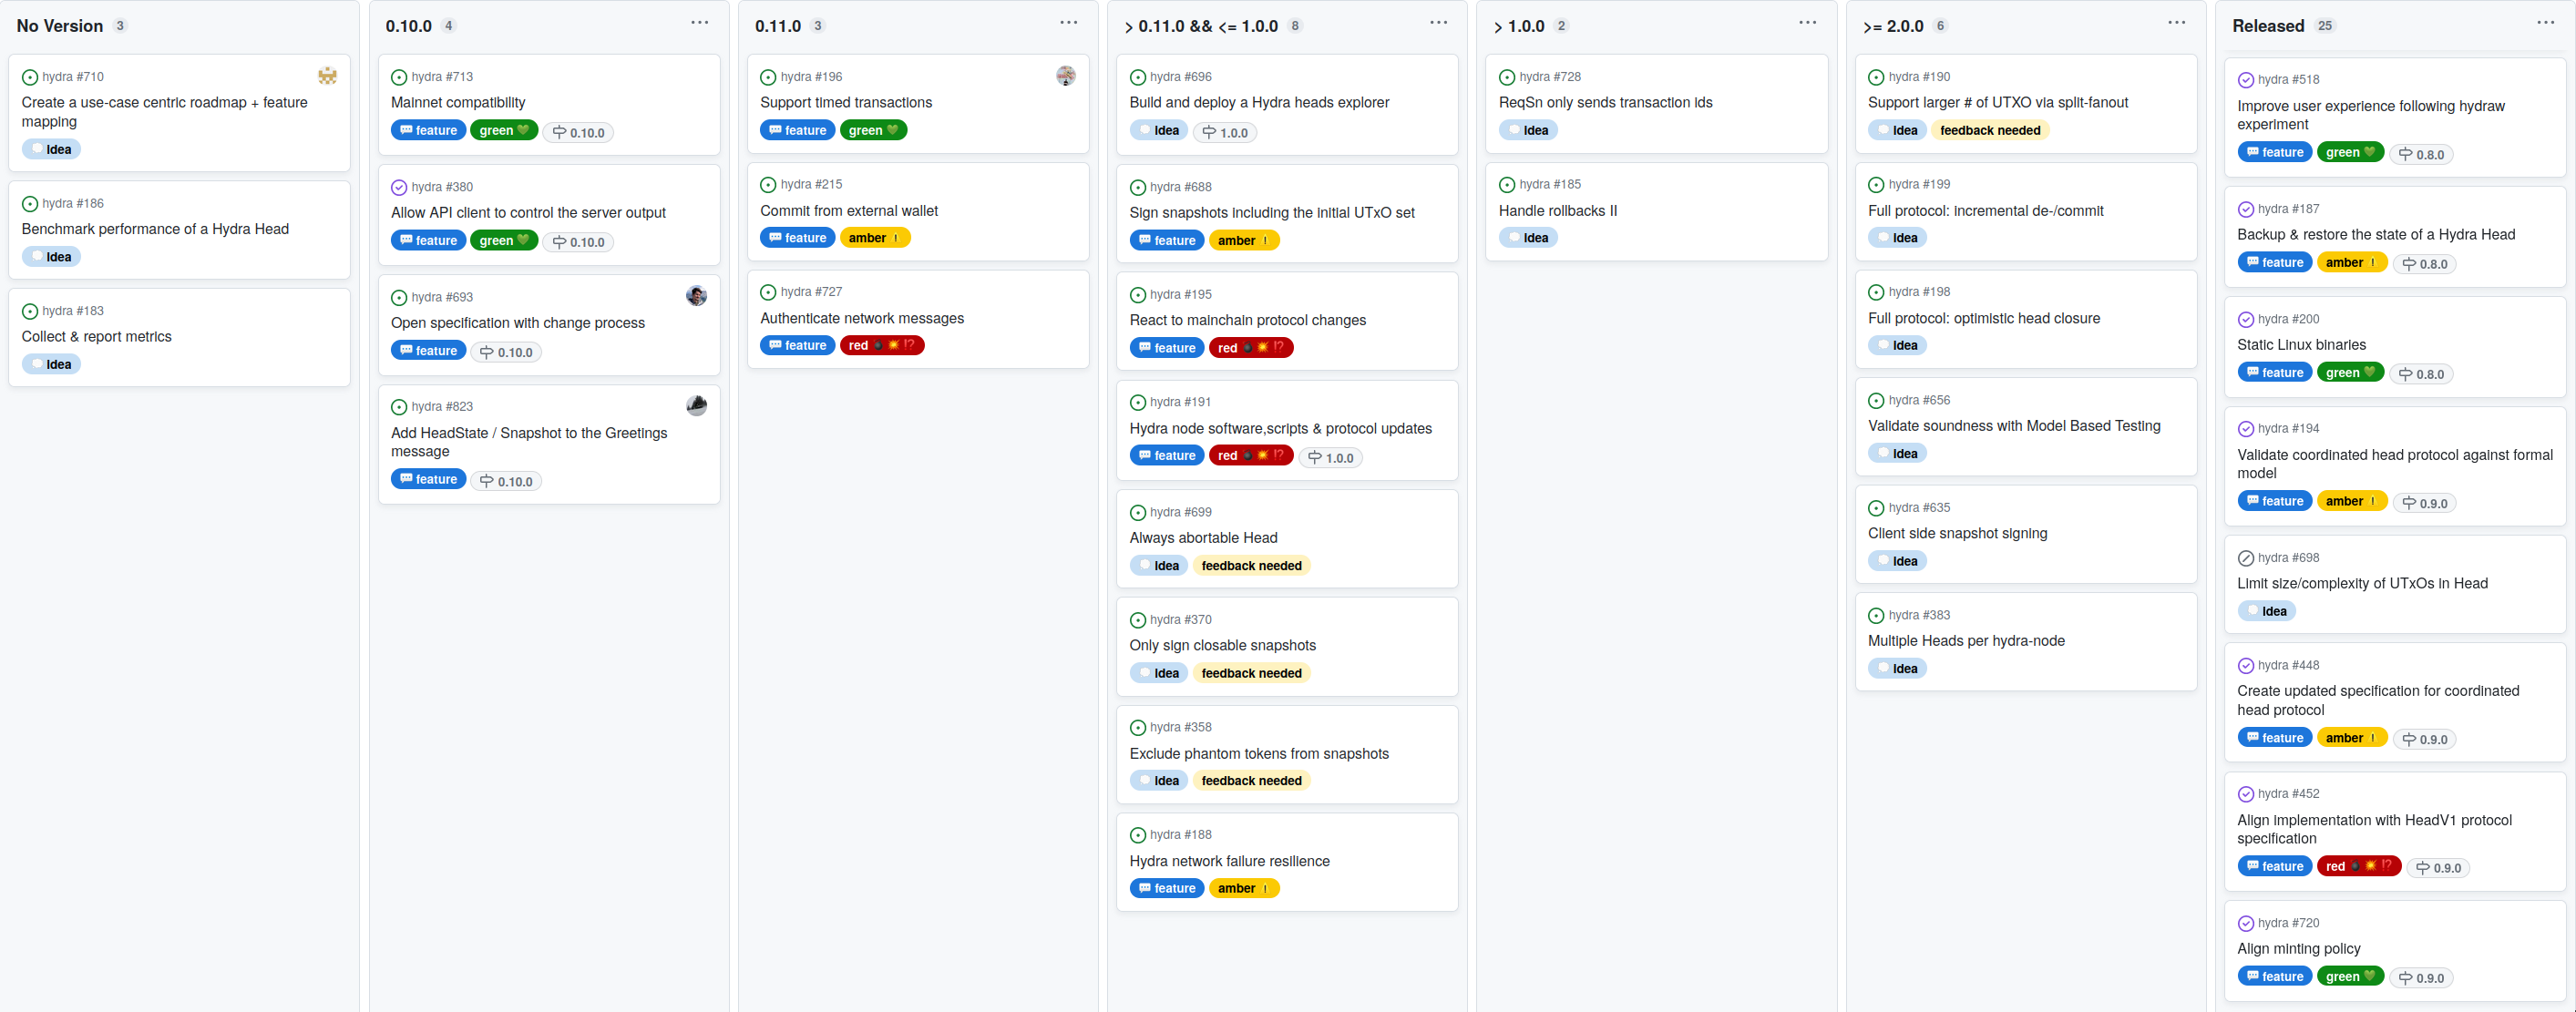 No Version 3
hydra #710
Create a use-case centric roadmap + feature
mapping
idea
hydra #186
Benchmark performance of a Hydra Head
idea
hydra #183
Collect & report metrics
idea
0.10.0 4
hydra #713
Mainnet compatibility
feature green 0.10.0
hydra #380
Allow API client to control the server output
feature green 0.10.0
hydra #693
Open specification with change process
feature 0.10.0
hydra #823
Add HeadState / Snapshot to the Greetings
message
feature 0.10.0
0.11.0 3
hydra #196
Support timed transactions
feature green
hydra #215
Commit from external wallet
feature amber
hydra #727
Authenticate network messages
feature red
> 0.11.0 && <= 1.0.0 8
hydra #696
Build and deploy a Hydra heads explorer
idea 1.0.0
hydra #688
Sign snapshots including the initial UTxO set
feature amber
hydra #195
React to mainchain protocol changes
feature red
hydra #191
Hydra node software,scripts & protocol updates
feature red 1.0.0
hydra #699
Always abortable Head
idea feedback needed
hydra #370
Only sign closable snapshots
idea feedback needed
hydra #358
Exclude phantom tokens from snapshots
idea feedback needed
hydra #188
Hydra network failure resilience
feature amber
> 1.0.0 2
hydra #728
ReqSn only sends transaction ids
idea
hydra #185
Handle rollbacks II
idea
>= 2.0.0 6
hydra #190
Support larger # of UTXO via split-fanout
idea feedback needed
hydra #199
Full protocol: incremental de-/commit
idea
hydra #198
Full protocol: optimistic head closure
idea
hydra #656
Validate soundness with Model Based Testing
idea
hydra #635
Client side snapshot signing
idea
hydra #383
Multiple Heads per hydra-node
idea
Released 25
hydra #518
Improve user experience following hydraw
experiment
feature green 0.8.0
hydra #187
Backup & restore the state of a Hydra Head
feature amber 0.8.0
hydra #200
Static Linux binaries
feature green 0.8.0
hydra #194
Validate coordinated head protocol against formal
model
feature amber 0.9.0
hydra #698
Limit size/complexity of UTxOs in Head
idea
hydra #448
Create updated specification for coordinated
head protocol
feature amber 0.9.0
hydra #452
Align implementation with HeadV1 protocol
specification
feature red 0.9.0
hydra #720
Align minting policy
feature green 0.9.0